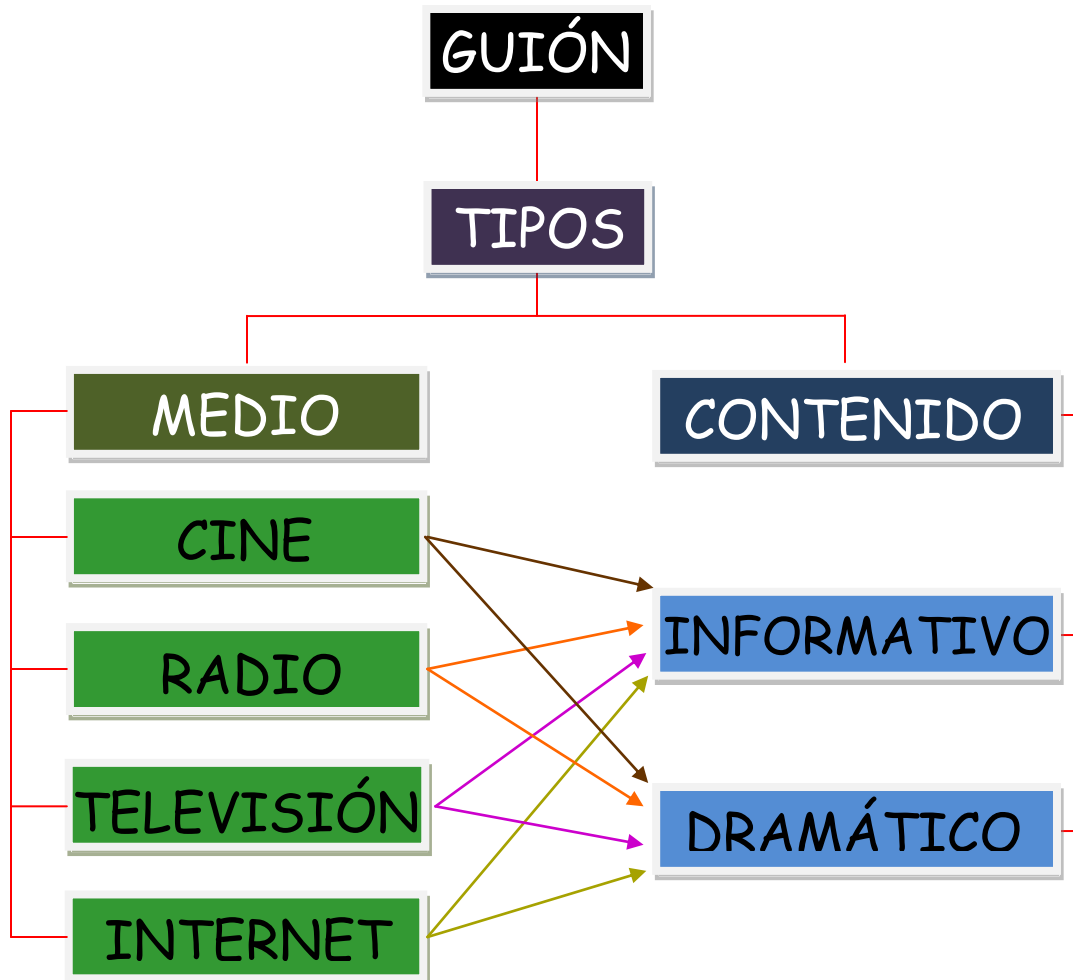 GUIÓN
TIPOS
MEDIO
CONTENIDO
CINE
INFORMATIVO
RADIO
TELEVISIÓN
DRAMÁTICO
INTERNET